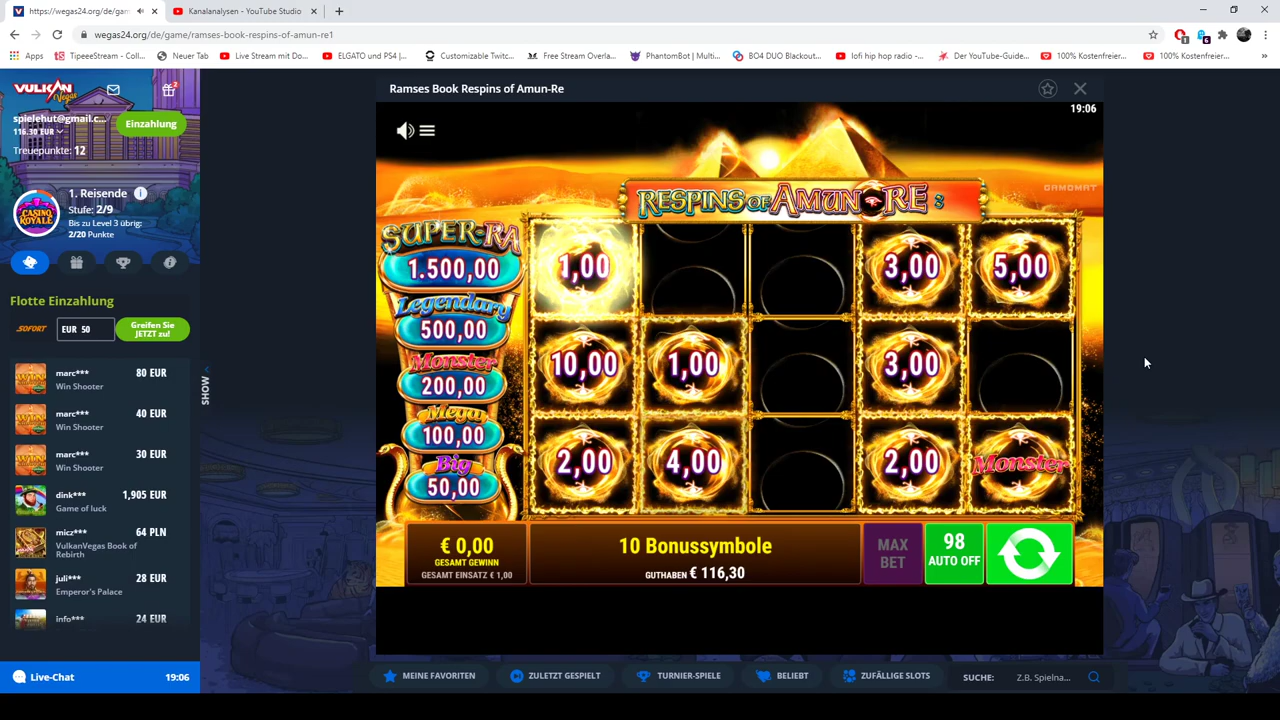 https://wegas24.org/de/gam
Kanalanalysen - YouTube Studio
wegas24.org/de/game/ramses-book-respins-of-amun-re1
Apps
TipeeeStream - Coll...
Neuer Tab
Live Stream mit Do...
ELGATO und PS4 |...
Customizable Twitc...
Free Stream Overla...
PhantomBot | Multi...
BO4 DUO Blackout...
lofi hip hop radio -...
Der YouTube-Guide...
100% Kostenfreier...
100% Kostenfreier...
VULKAN
Vegas
2
spielehut@gmail.c...
116.30 EUR
Einzahlung
Treuepunkte: 12
CASINO ROYALE
1. Reisende
Stufe: 2/9
Bis zu Level 3 übrig:
2/20 Punkte
Flotte Einzahlung
SOFORT
EUR 50
Greifen Sie JETZT zu!
marc*** 80 EUR
Win Shooter
marc*** 40 EUR
Win Shooter
marc*** 30 EUR
Win Shooter
dink*** 1,905 EUR
Game of luck
micz*** 64 PLN
VulkanVegas Book of
Rebirth
juli*** 28 EUR
Emperor's Palace
info*** 24 EUR
Live-Chat 19:06
SHOW
Ramses Book Respins of Amun-Re
19:06
GAMOMAT
RESPINS OF AMUN RE 3
SUPER-RA
1.500,00
Legendary
500,00
Monster
200,00
Mega
100,00
Big
50,00
1,00 3,00 5,00
10,00 1,00 3,00
2,00 4,00 2,00 Monster
€ 0,00
GESAMT GEWINN
GESAMT EINSATZ € 1,00
10 Bonussymbole
GUTHABEN € 116,30
MAX
BET
98
AUTO OFF
MEINE FAVORITEN
ZULETZT GESPIELT
TURNIER-SPIELE
BELIEBT
ZUFÄLLIGE SLOTS
SUCHE:
Z.B. Spielna...